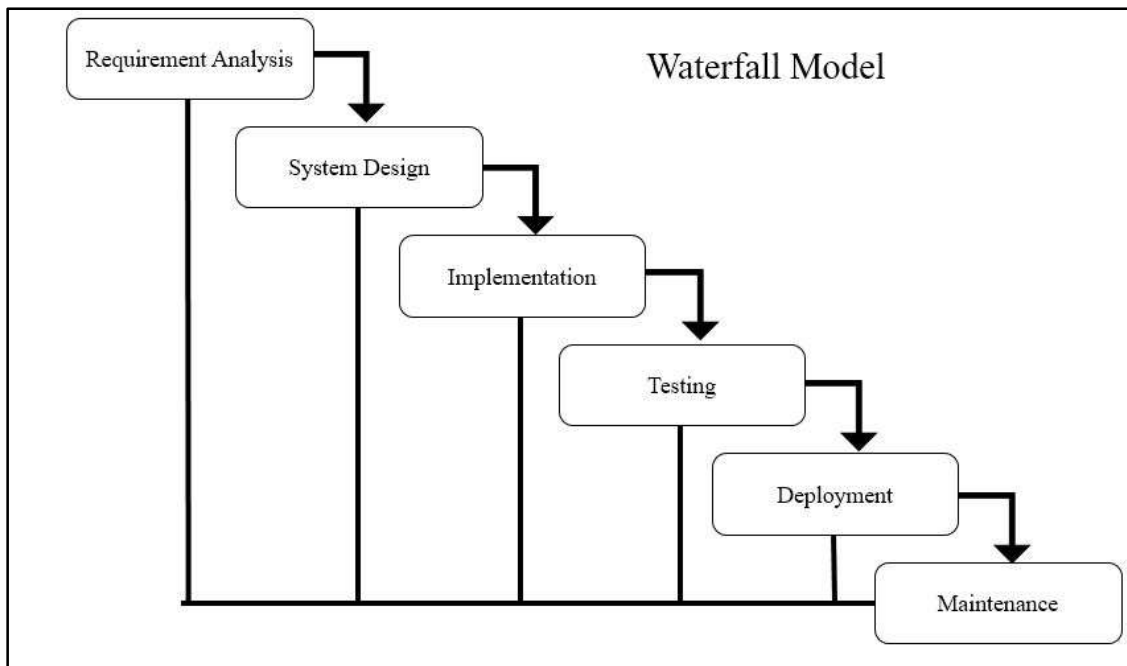 Waterfall Model
Requirement Analysis
System Design
Implementation
Testing
Deployment
Maintenance